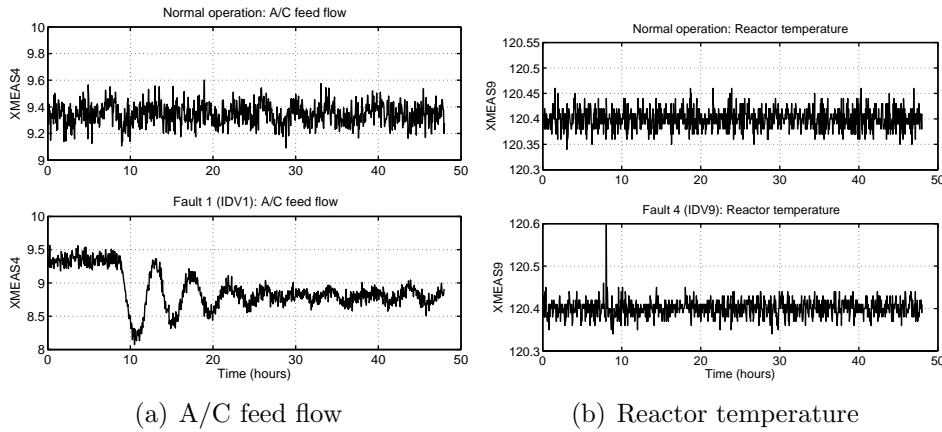 Normal operation: A/C feed flow
10
9.8
9.6
9.4
9.2
9
XMEAS4
0 10 20 30 40 50
Fault 1 (IDV1): A/C feed flow
10
9.5
9
8.5
8
XMEAS4
0 10 20 30 40 50
Time (hours)
(a) A/C feed flow
Normal operation: Reactor temperature
120.55
120.5
120.45
120.4
120.35
120.3
XMEAS9
0 10 20 30 40 50
Fault 4 (IDV9): Reactor temperature
120.6
120.5
120.4
120.3
XMEAS9
0 10 20 30 40 50
Time (hours)
(b) Reactor temperature